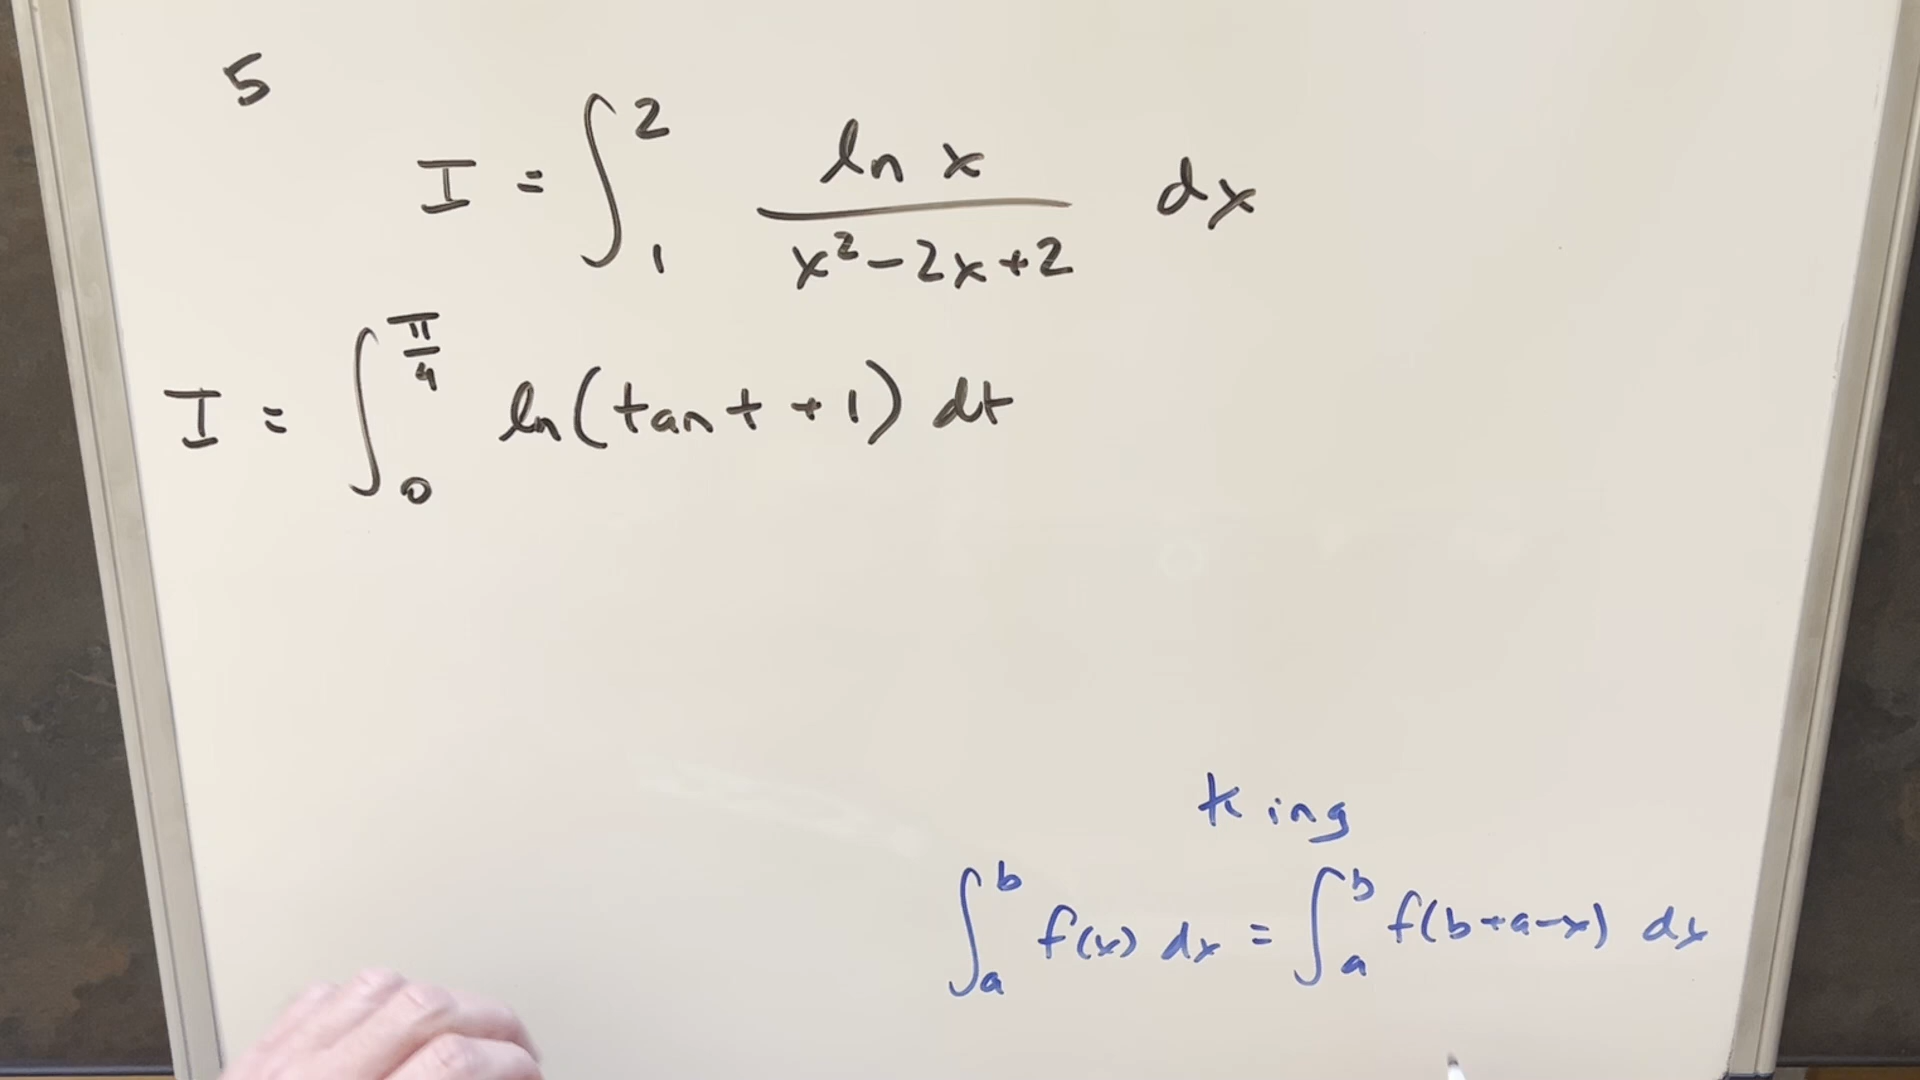 5
I = ∫₁² ln x / (x² - 2x + 2) dx
I = ∫₀^(π/4) ln(tan t + 1) dt
King
∫ₐᵇ f(x) dx = ∫ₐᵇ f(b+a-x) dx